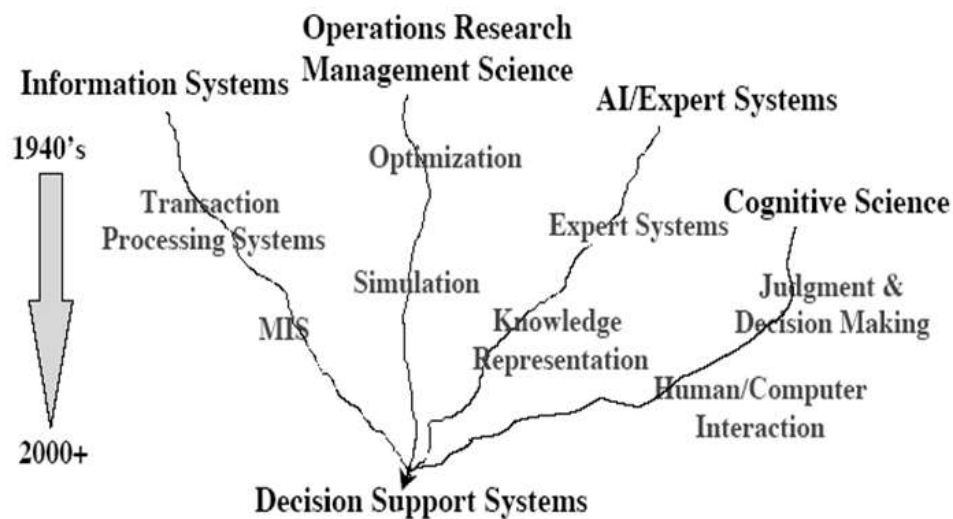 Operations Research
Management Science
Information Systems
AI/Expert Systems
1940's
Optimization
Transaction
Processing Systems
Cognitive Science
Expert Systems
Simulation
Judgment &
Decision Making
MIS
Knowledge
Representation
Human/Computer
Interaction
2000+
Decision Support Systems